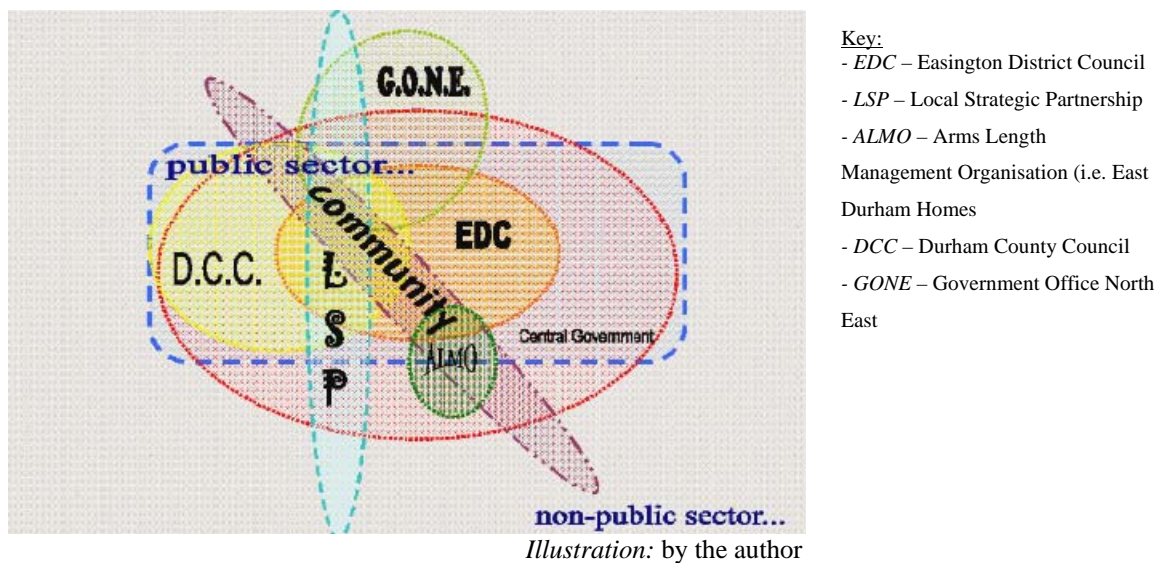 G.O.N.E.
public sector...
community
EDC
D.C.C.
LSP
Central Government
ALMO
non-public sector...
Illustration: by the author
Key:
- EDC – Easington District Council
- LSP – Local Strategic Partnership
- ALMO – Arms Length
Management Organisation (i.e. East
Durham Homes
- DCC – Durham County Council
- GONE – Government Office North
East